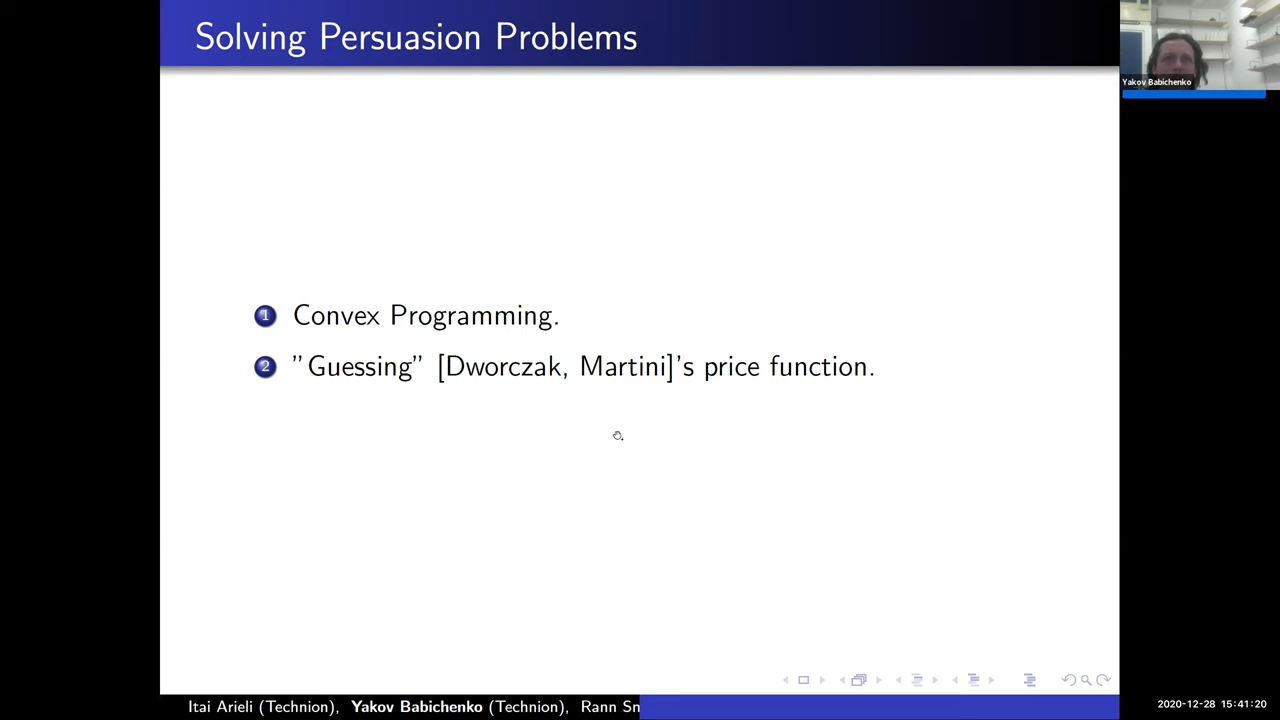 Solving Persuasion Problems
Yakov Babichenko
1 Convex Programming.
2 ”Guessing” [Dworczak, Martini]’s price function.
Itai Arieli (Technion), Yakov Babichenko (Technion), Rann Sn
2020-12-28 15:41:20